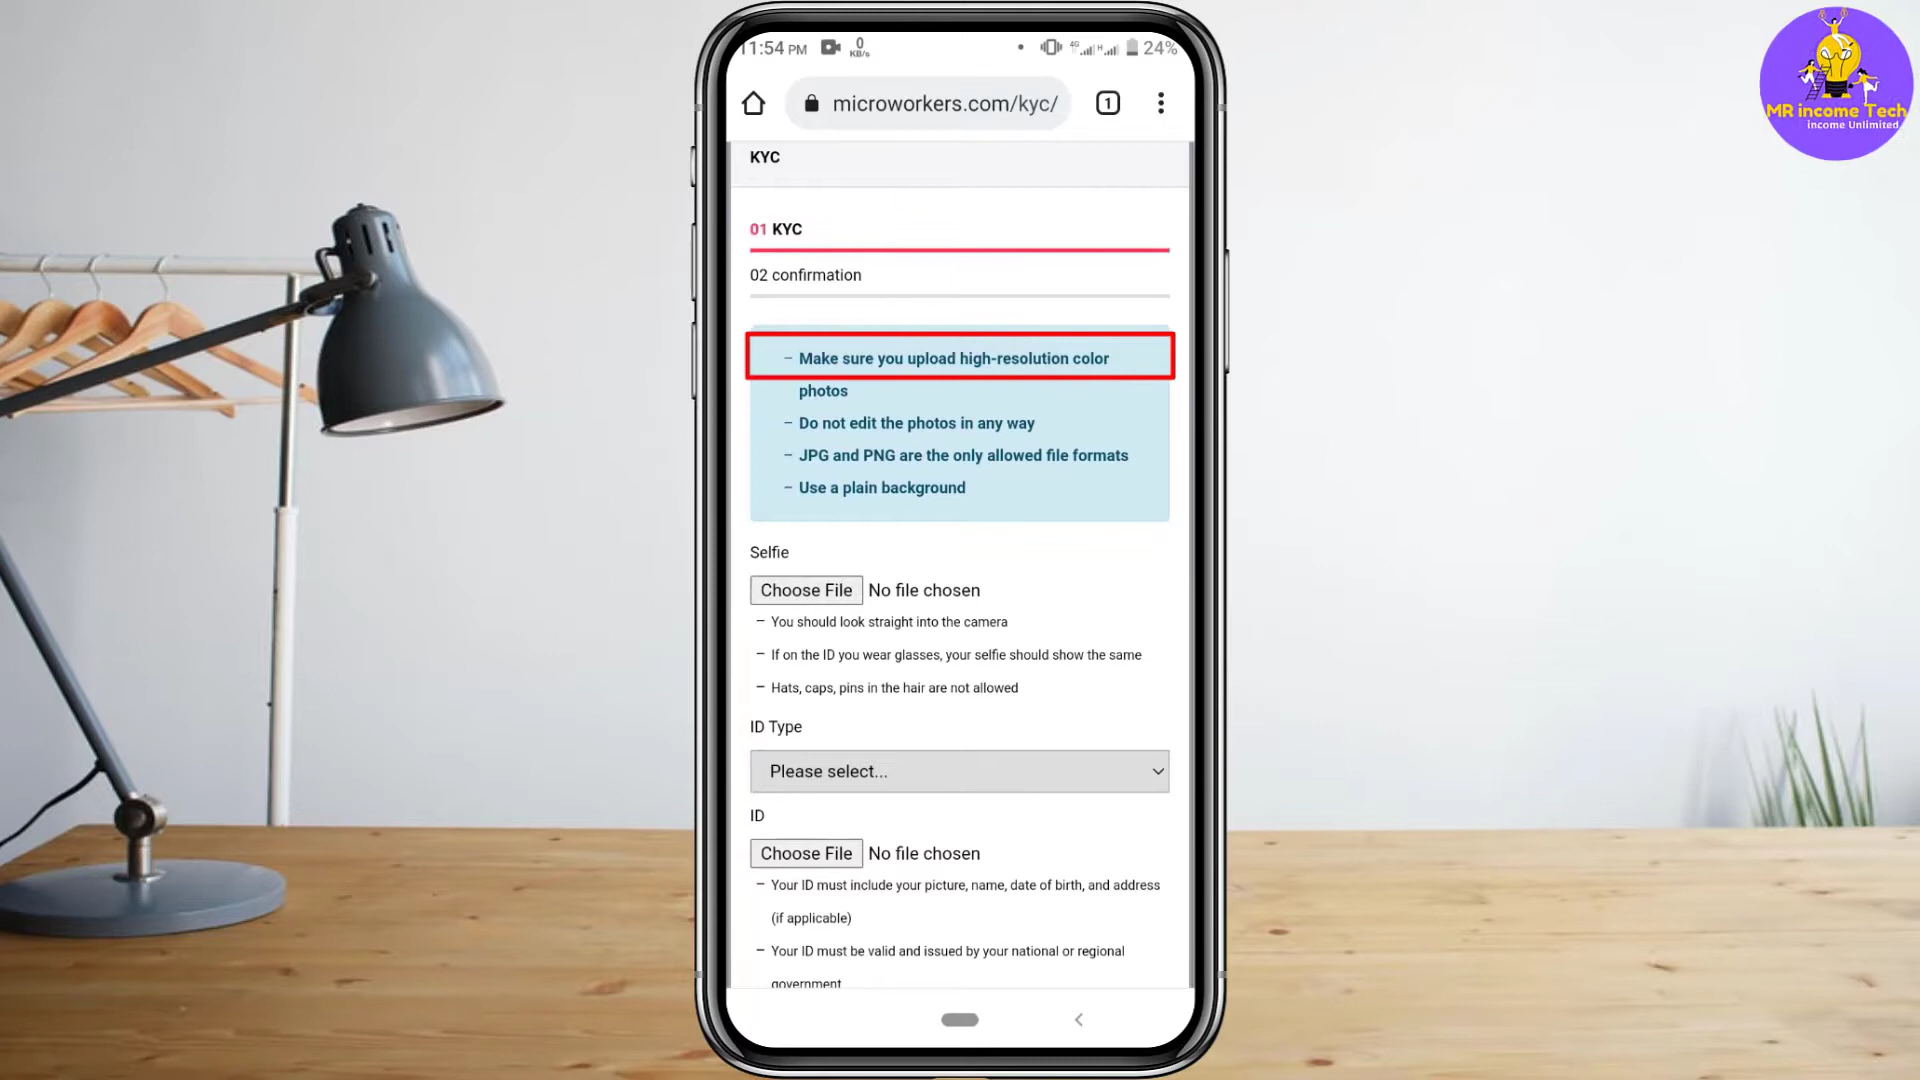 11:54 PM 0 KB/s 4G H 24%
MR income Tech
income Unlimited
microworkers.com/kyc/ 1
KYC
01 KYC
02 confirmation
– Make sure you upload high-resolution color
photos
– Do not edit the photos in any way
– JPG and PNG are the only allowed file formats
– Use a plain background
Selfie
Choose File No file chosen
– You should look straight into the camera
– If on the ID you wear glasses, your selfie should show the same
– Hats, caps, pins in the hair are not allowed
ID Type
Please select...
ID
Choose File No file chosen
– Your ID must include your picture, name, date of birth, and address
(if applicable)
– Your ID must be valid and issued by your national or regional
government